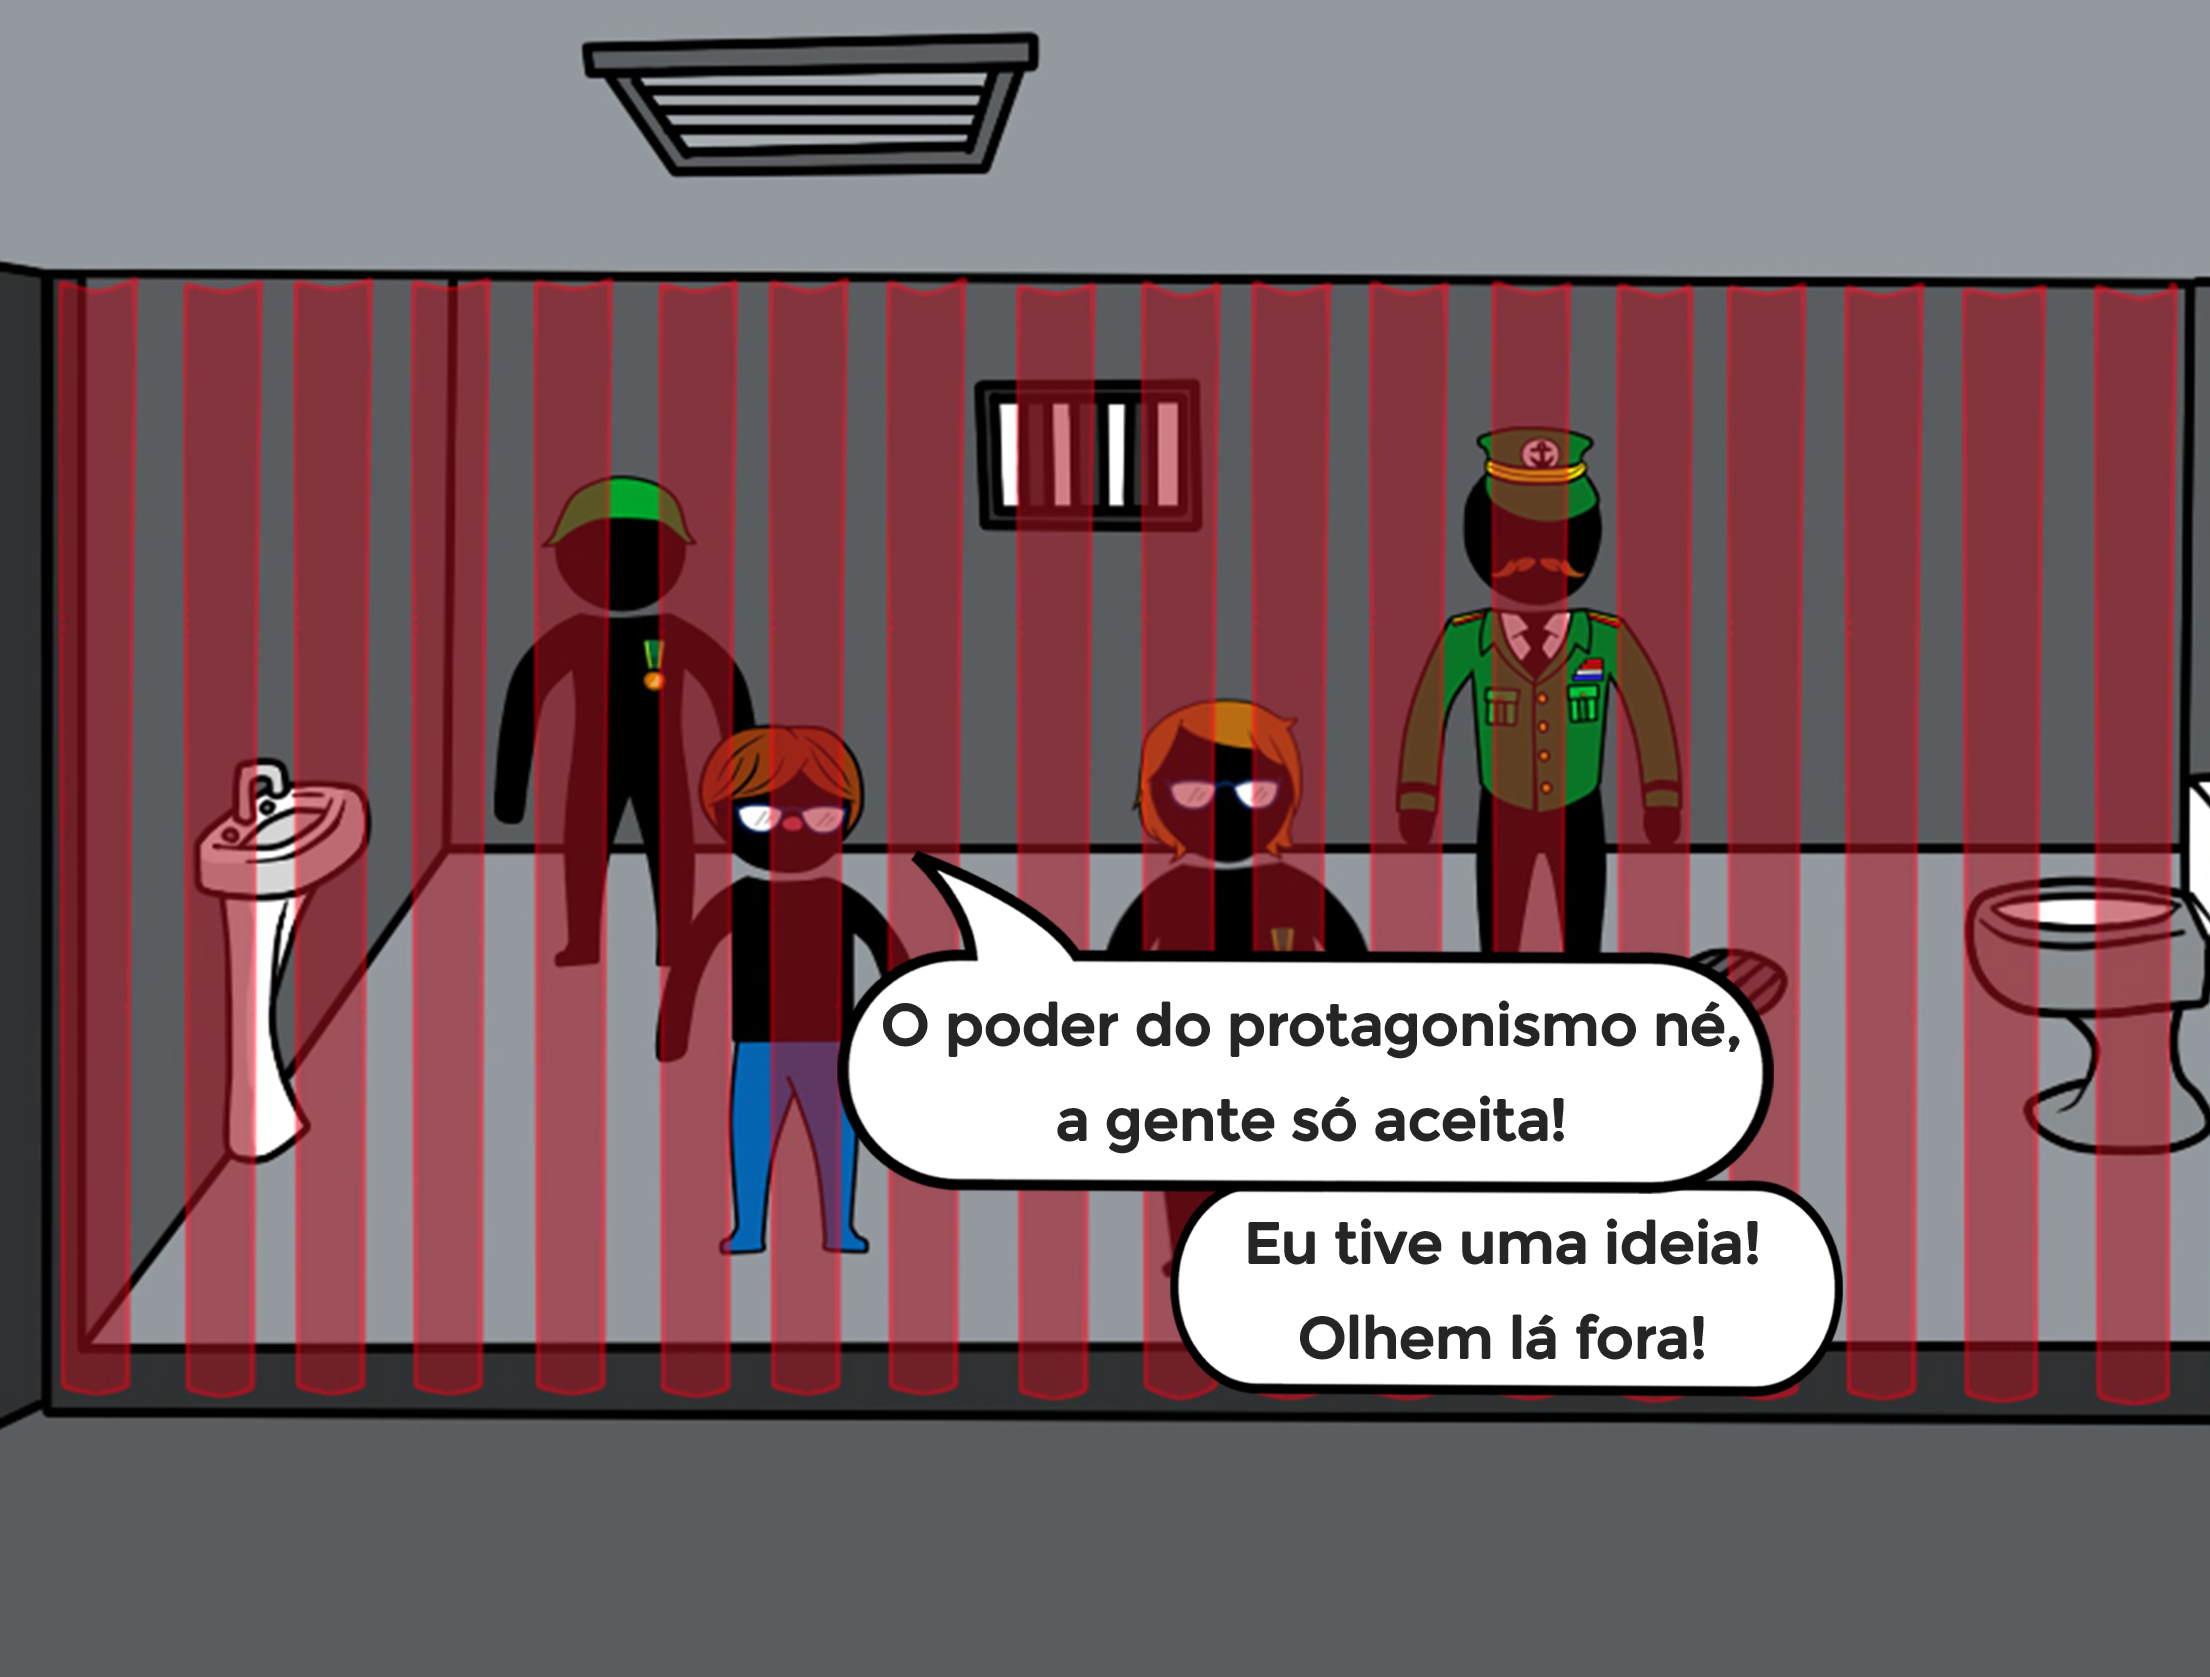 O poder do protagonismo né,
a gente só aceita!
Eu tive uma ideia!
Olhem lá fora!